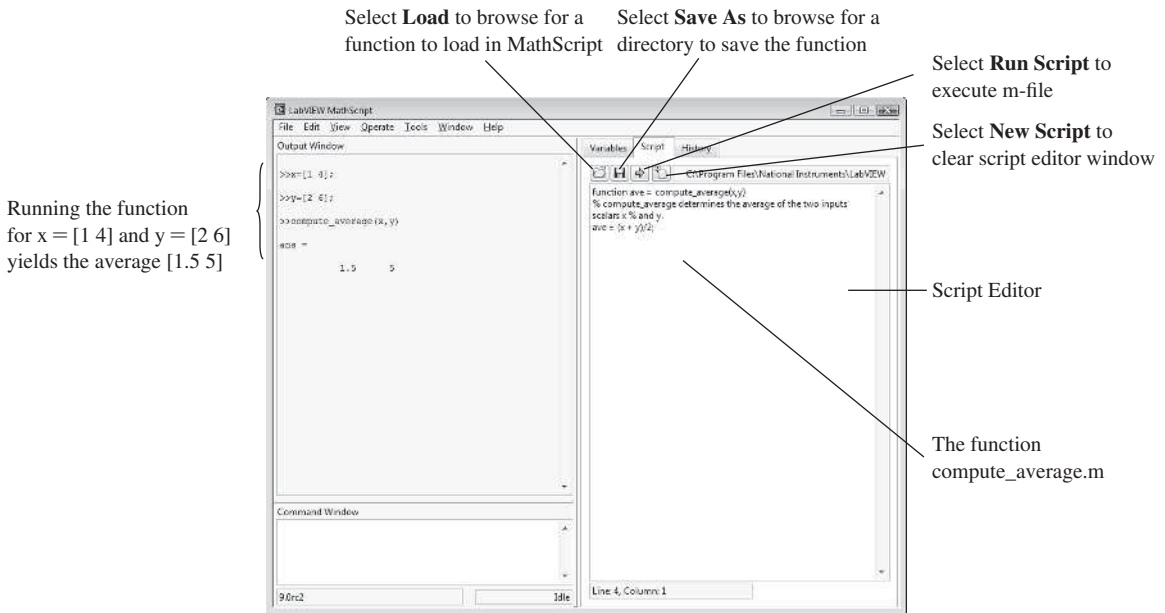 Select Load to browse for a
function to load in MathScript
Select Save As to browse for a
directory to save the function
Select Run Script to
execute m-file
Select New Script to
clear script editor window
LabVIEW MathScript
File Edit View Operate Tools Window Help
Output Window
>>x=[1 4];
>>y=[2 6];
>>compute_average(x,y)
ans =
1.5 5
Running the function
for x = [1 4] and y = [2 6]
yields the average [1.5 5]
Variables Script History
C:\Program Files\National Instruments\LabVIEW
function ave = compute_average(x,y)
% compute_average determines the average of the two inputs
scalars x % and y.
ave = (x + y)/2;
Script Editor
The function
compute_average.m
Command Window
9.0rc2
Idle
Line: 4, Column: 1